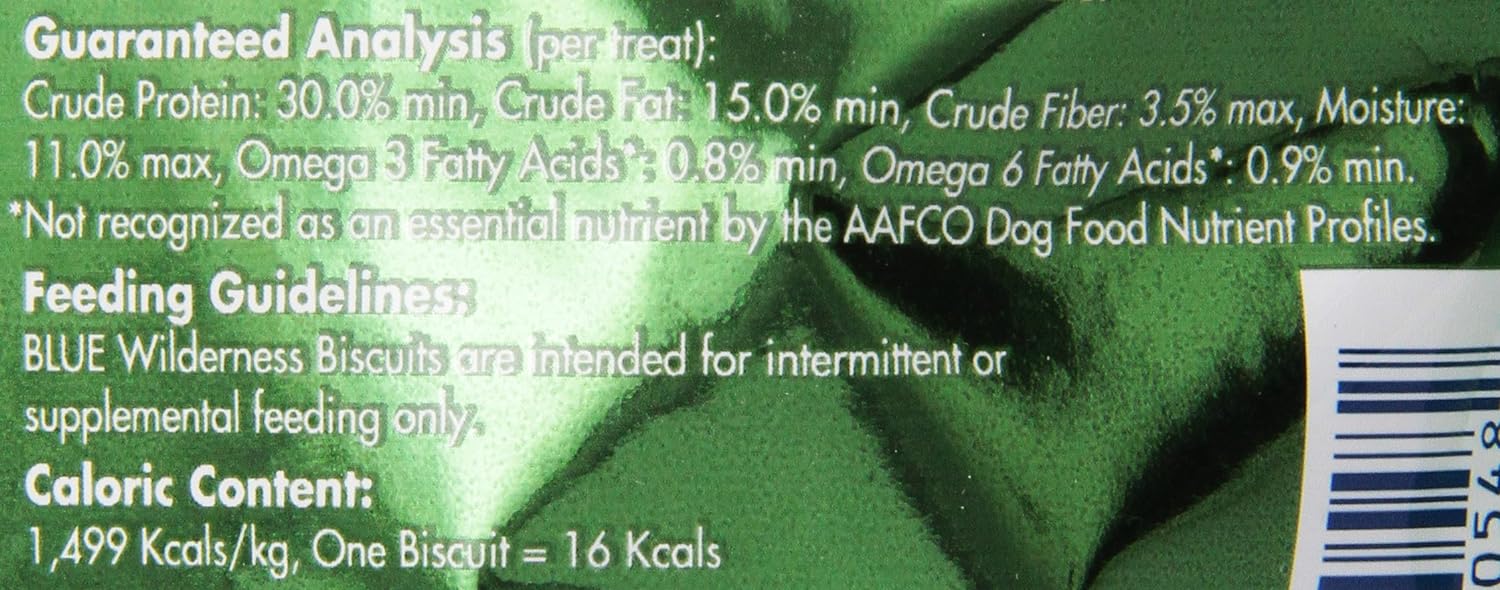 Guaranteed Analysis (per treat):
Crude Protein: 30.0% min, Crude Fat: 15.0% min, Crude Fiber: 3.5% max, Moisture:
11.0% max, Omega 3 Fatty Acids*: 0.8% min, Omega 6 Fatty Acids*: 0.9% min.
*Not recognized as an essential nutrient by the AAFCO Dog Food Nutrient Profiles.
Feeding Guidelines:
BLUE Wilderness Biscuits are intended for intermittent or
supplemental feeding only.
Caloric Content:
1,499 Kcals/kg, One Biscuit = 16 Kcals
0548